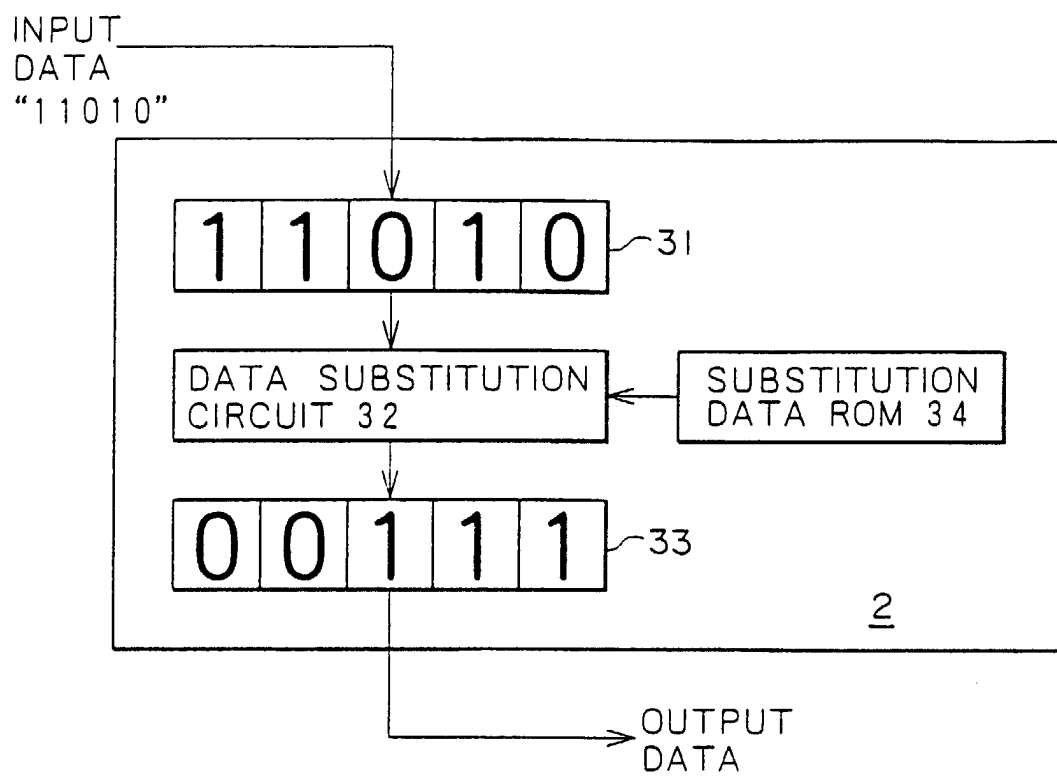 INPUT
DATA
“11010”
1 1 0 1 0
31
DATA SUBSTITUTION
CIRCUIT 32
SUBSTITUTION
DATA ROM 34
0 0 1 1 1
33
2
OUTPUT
DATA